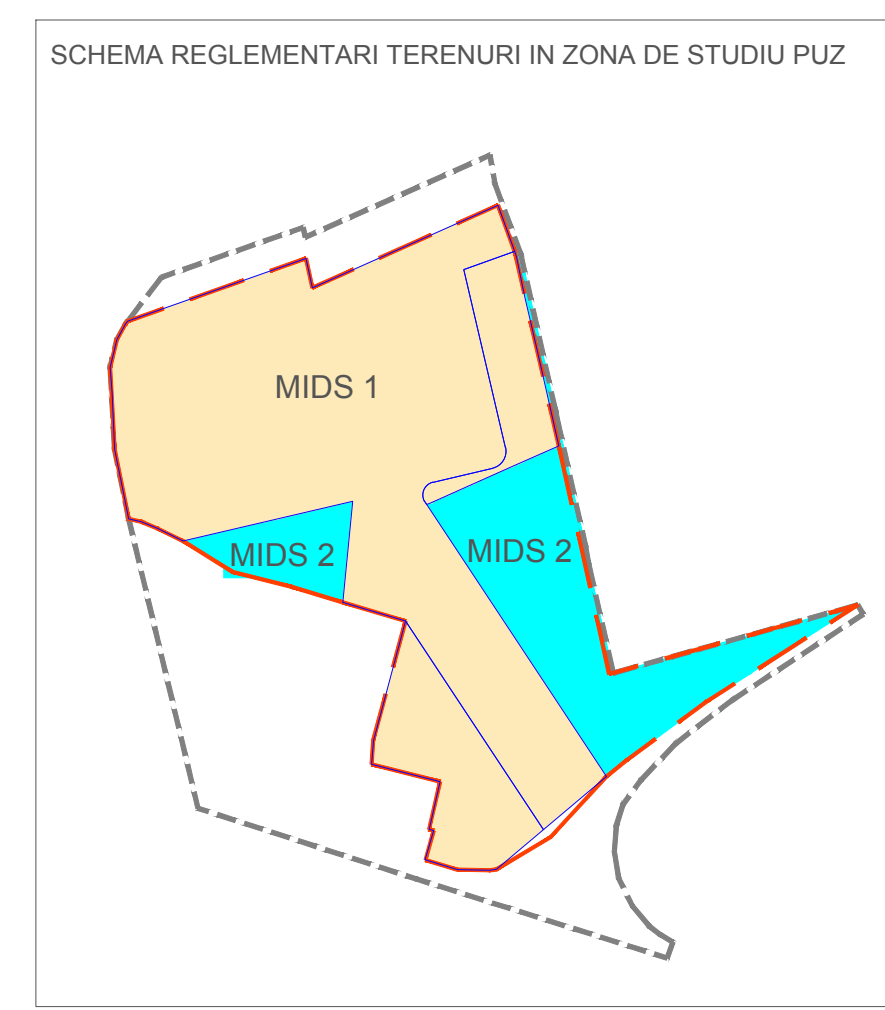 SCHEMA REGLEMENTARI TERENURI IN ZONA DE STUDIU PUZ
MIDS 1
MIDS 2
MIDS 2